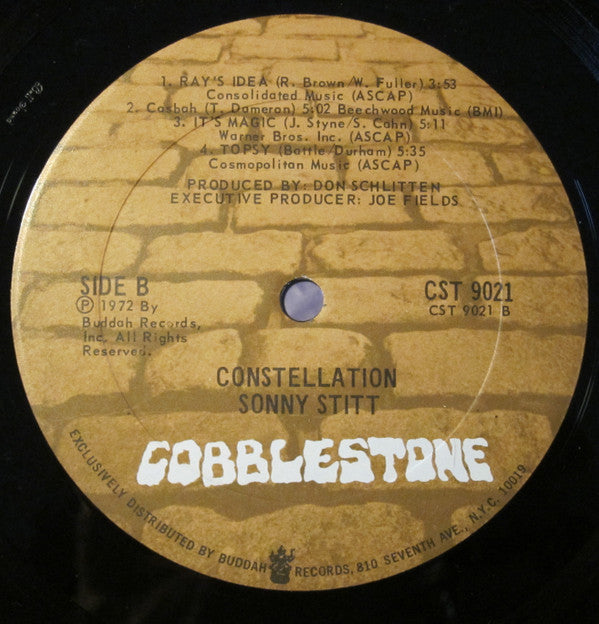 1. RAY'S IDEA (R. Brown/W. Fuller) 3:53
Consolidated Music (ASCAP)
2. Casbah (T. Dameran) 5:02 Beechwood Music (BMI)
3. IT'S MAGIC (J. Styne/S. Cahn) 5:11
Warner Bros. Inc. (ASCAP)
4. TOPSY (Battle/Durham) 5:35
Cosmopolitan Music (ASCAP)
PRODUCED BY: DON SCHLITTEN
EXECUTIVE PRODUCER: JOE FIELDS
SIDE B
℗ 1972 By
Buddah Records,
Inc. All Rights
Reserved.
CST 9021
CST 9021 B
CONSTELLATION
SONNY STITT
COBBLESTONE
EXCLUSIVELY DISTRIBUTED BY BUDDAH RECORDS, 810 SEVENTH AVE., N.Y.C. 10019